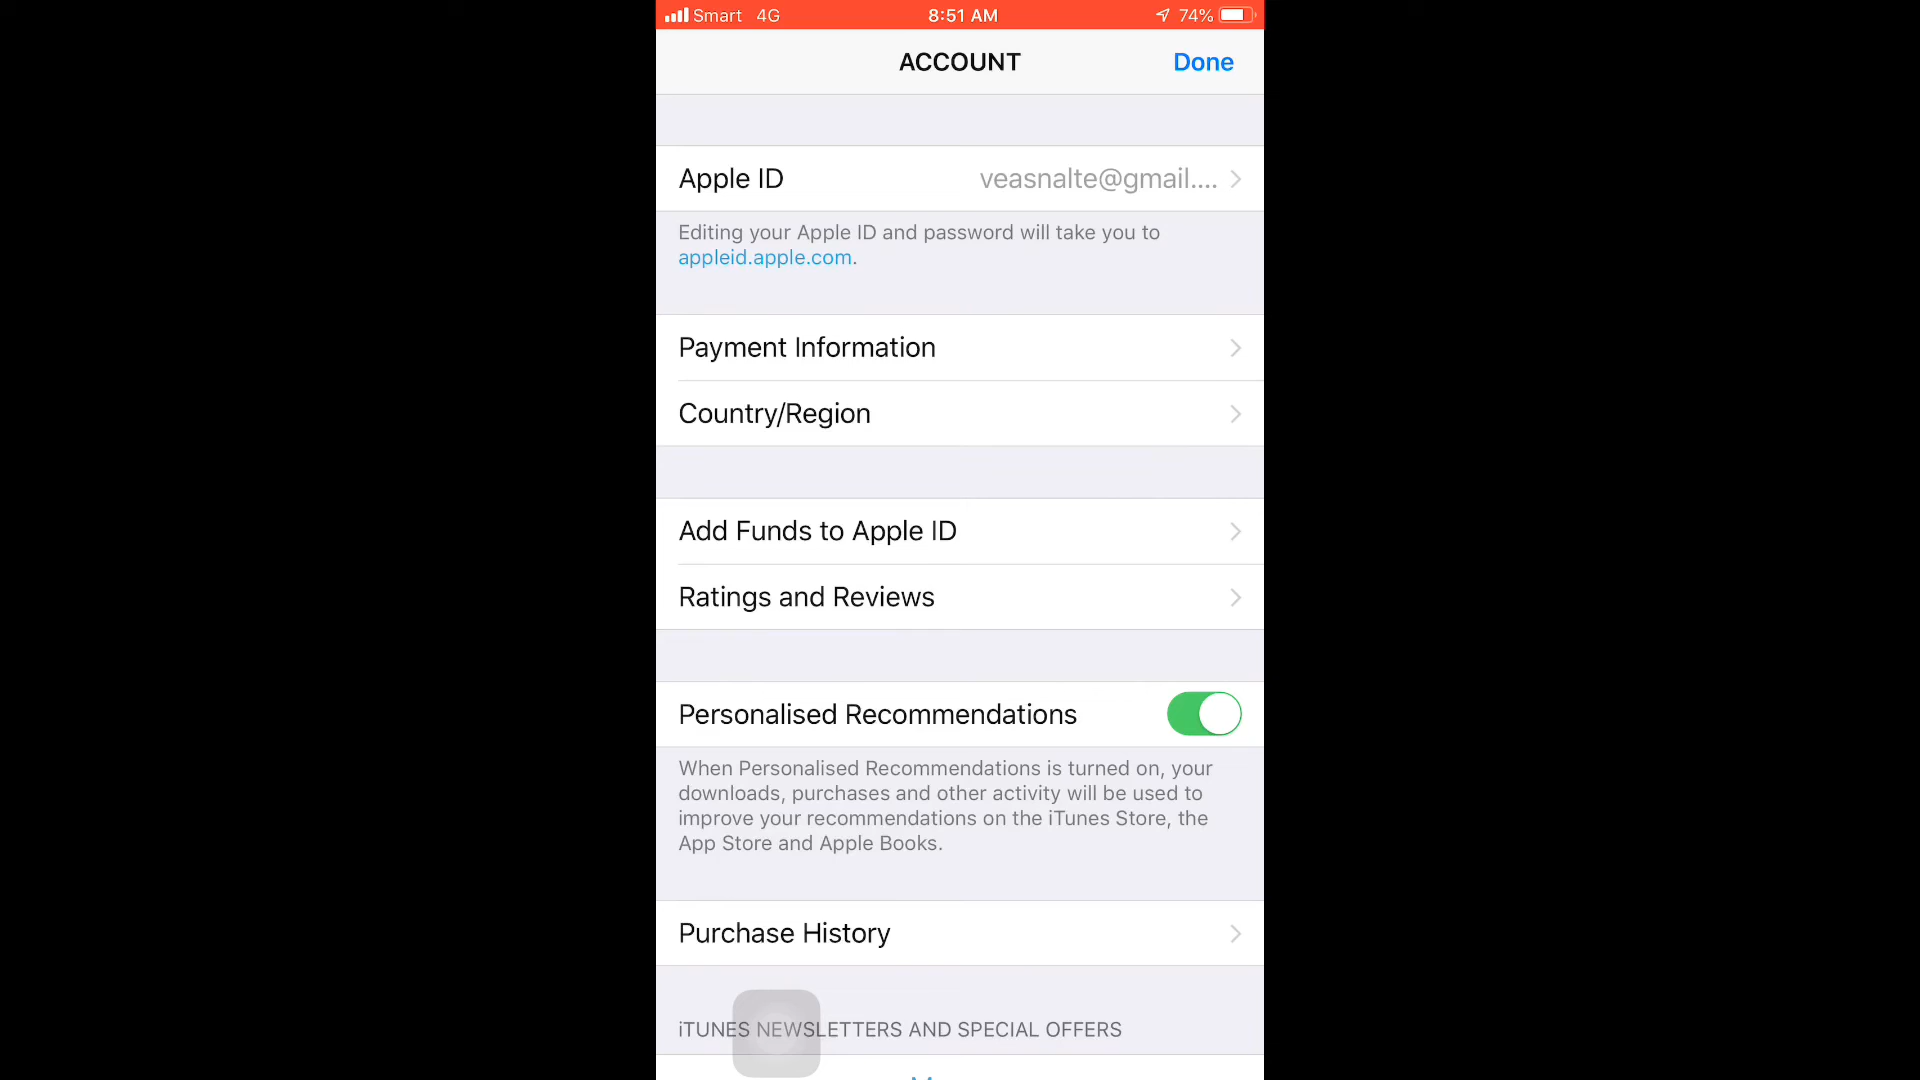 Smart 4G 8:51 AM 74%
ACCOUNT Done
Apple ID veasnalte@gmail....
Editing your Apple ID and password will take you to
appleid.apple.com.
Payment Information
Country/Region
Add Funds to Apple ID
Ratings and Reviews
Personalised Recommendations
When Personalised Recommendations is turned on, your
downloads, purchases and other activity will be used to
improve your recommendations on the iTunes Store, the
App Store and Apple Books.
Purchase History
iTUNES NEWSLETTERS AND SPECIAL OFFERS